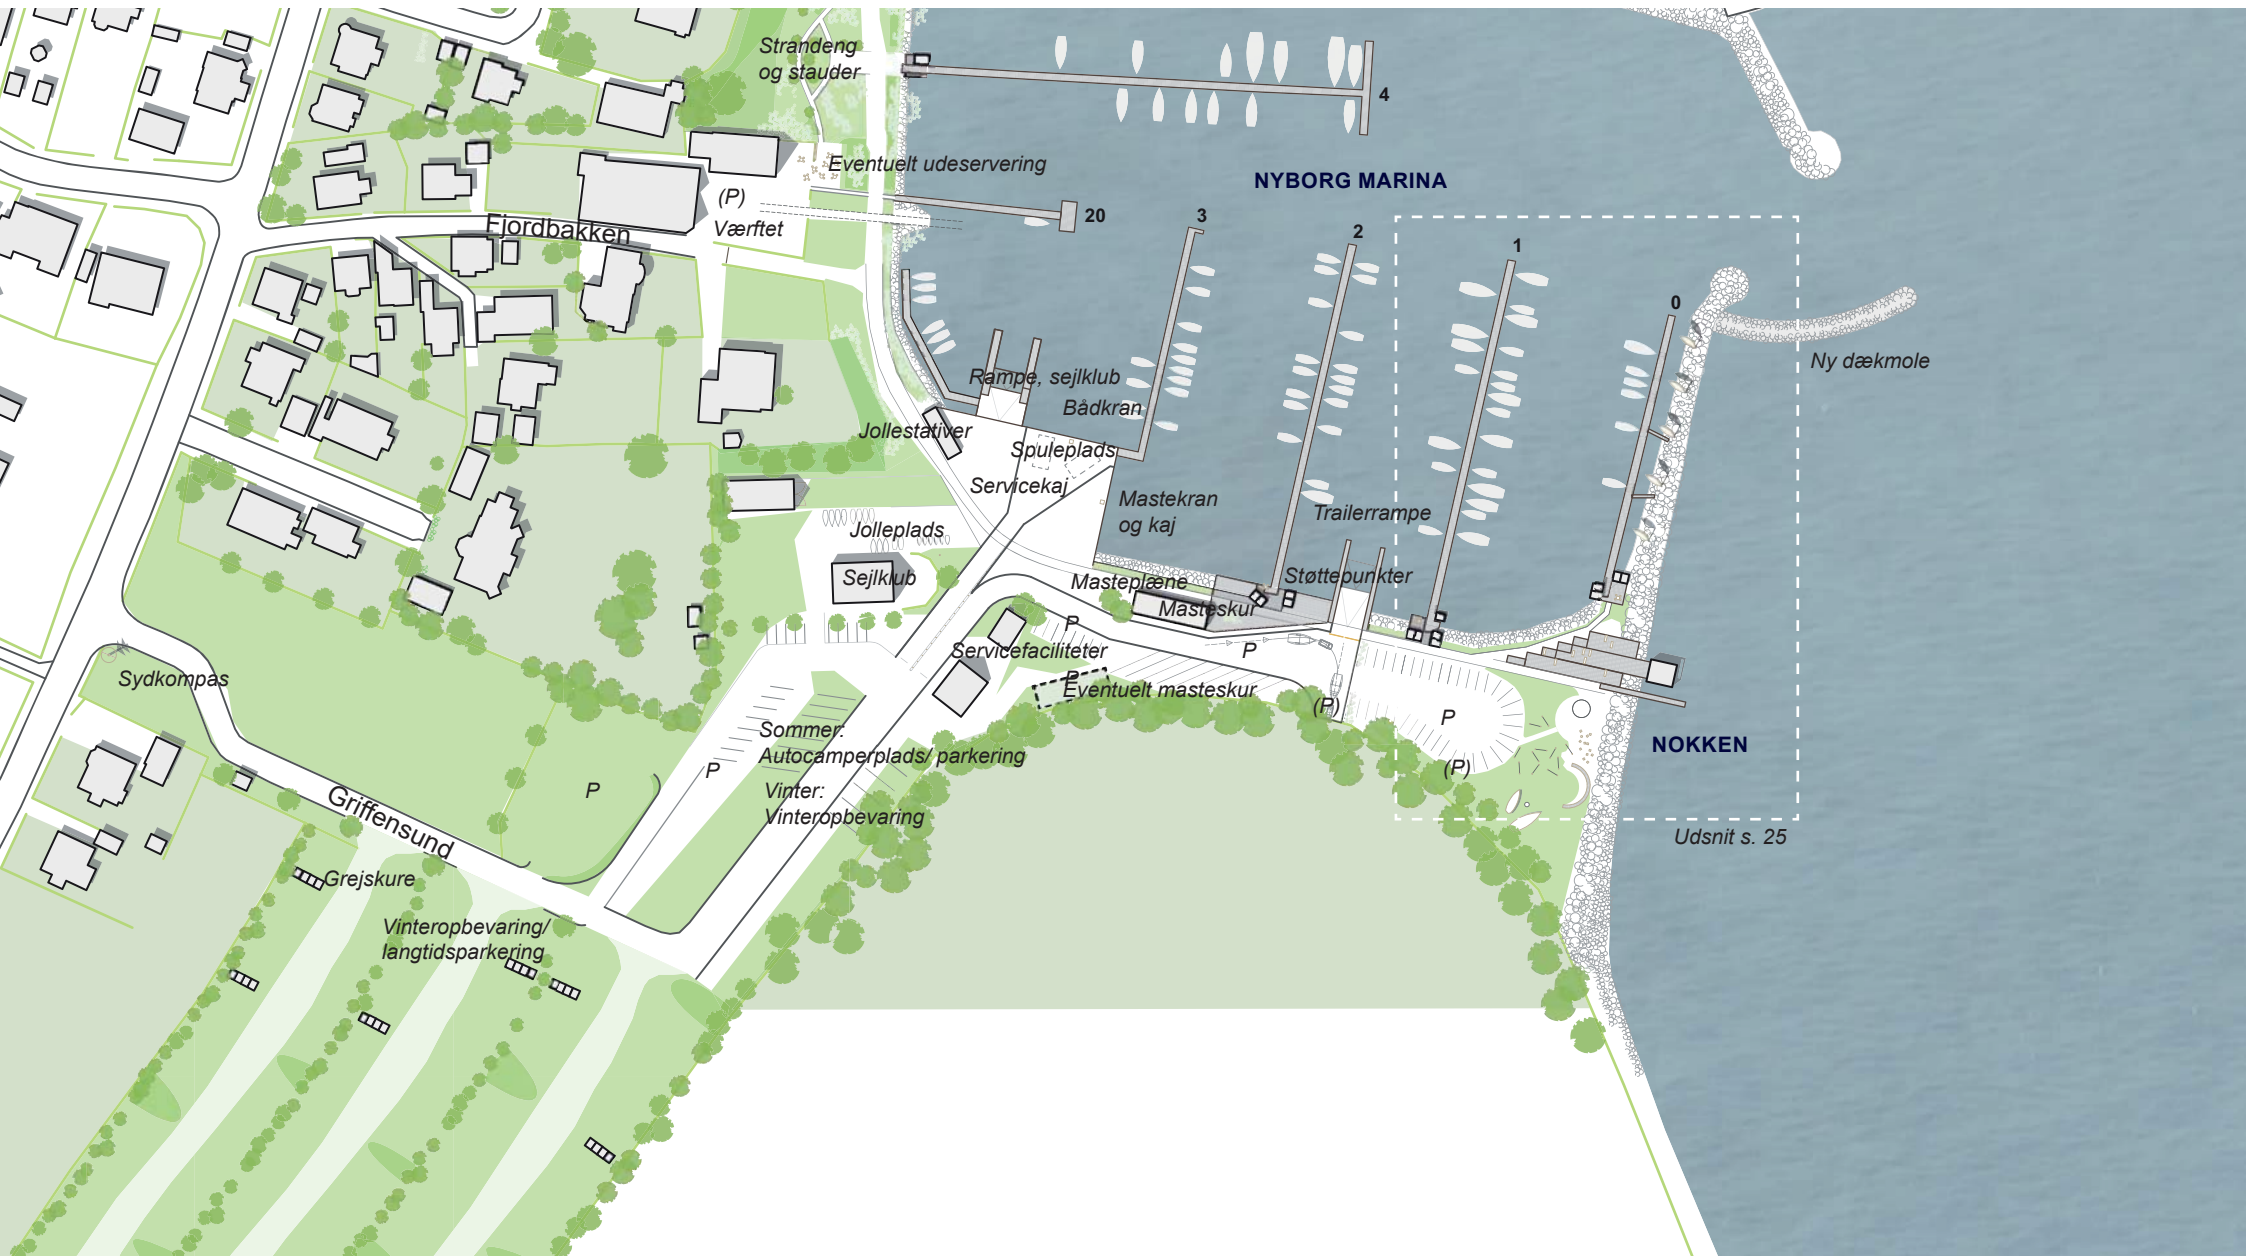 Strandeng
og stauder
4
Eventuelt udeservering
NYBORG MARINA
(P)
Værftet
Fjordbakken
20
3
2
1
0
Ny dækmole
Rampe, sejlklub
Bådkran
Jollestativer
Spuleplads
Servicekaj
Mastekran
og kaj
Trailerrampe
Jolleplads
Sejlklub
Masteplæne
Støttepunkter
Masteskur
P
Servicefaciliteter
P
P
Eventuelt masteskur
(P)
P
Sydkompas
NOKKEN
Sommer:
Autocamperplads/ parkering
P
P
(P)
Vinter:
Vinteropbevaring
Griffensund
Udsnit s. 25
Grejskure
Vinteropbevaring/
langtidsparkering